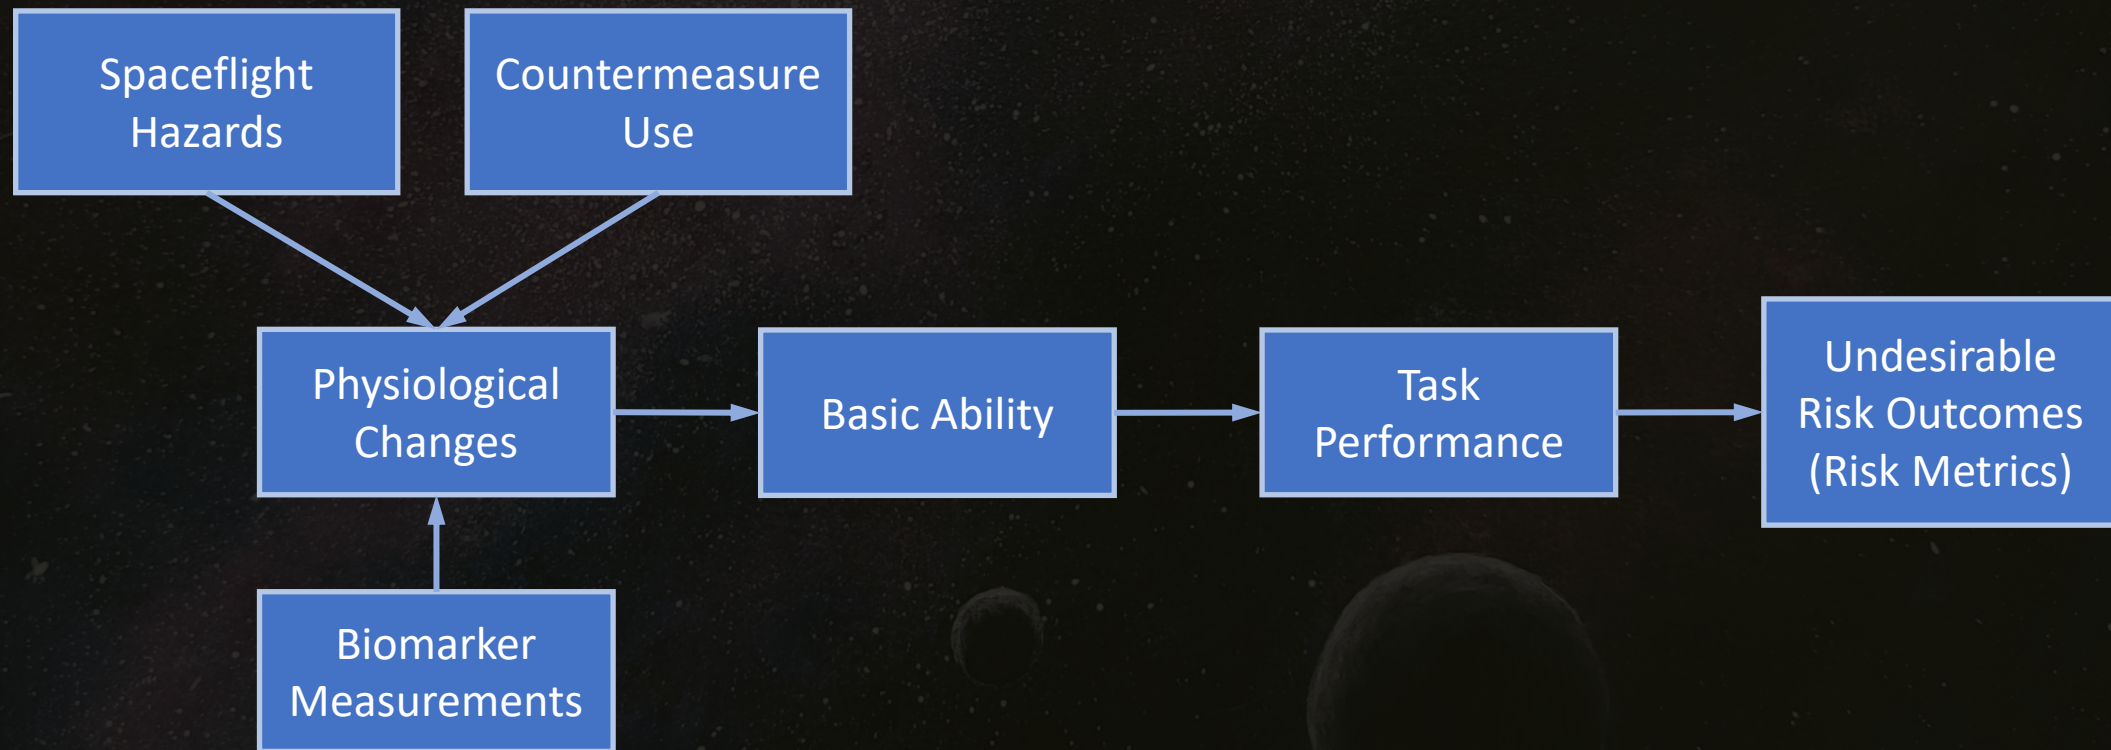 Spaceflight
Hazards
Countermeasure
Use
Physiological
Changes
Basic Ability
Task
Performance
Undesirable
Risk Outcomes
(Risk Metrics)
Biomarker
Measurements